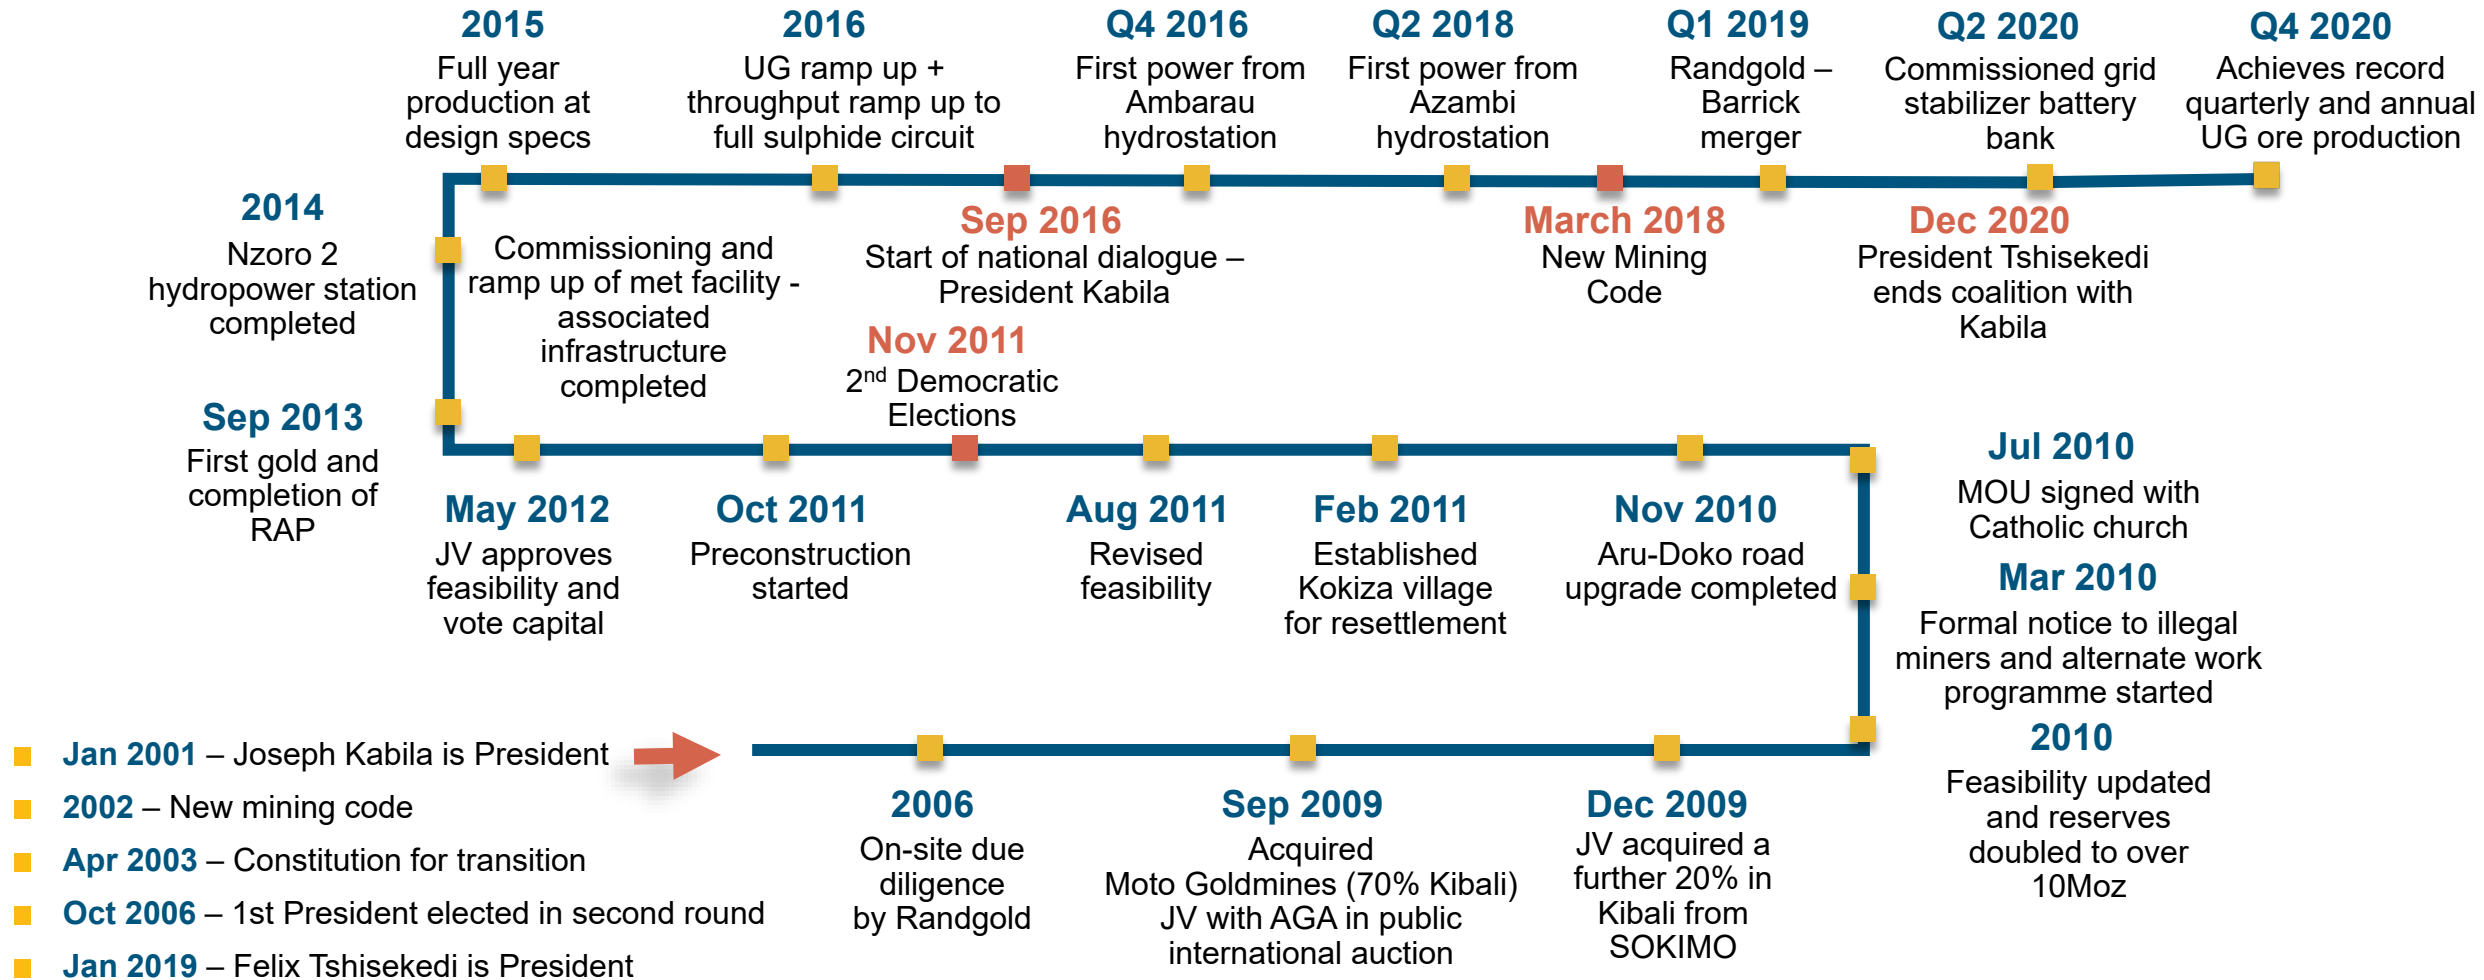 2015
Full year
production at
design specs
2016
UG ramp up +
throughput ramp up to
full sulphide circuit
Q4 2016
First power from
Ambarau
hydrostation
Q2 2018
First power from
Azambi
hydrostation
Q1 2019
Randgold –
Barrick
merger
Q2 2020
Commissioned grid
stabilizer battery
bank
Q4 2020
Achieves record
quarterly and annual
UG ore production
2014
Nzoro 2
hydropower station
completed
Commissioning and
ramp up of met facility -
associated
infrastructure
completed
Sep 2016
Start of national dialogue –
President Kabila
March 2018
New Mining
Code
Dec 2020
President Tshisekedi
ends coalition with
Kabila
Nov 2011
2nd Democratic
Elections
Sep 2013
First gold and
completion of
RAP
May 2012
JV approves
feasibility and
vote capital
Oct 2011
Preconstruction
started
Aug 2011
Revised
feasibility
Feb 2011
Established
Kokiza village
for resettlement
Nov 2010
Aru-Doko road
upgrade completed
Jul 2010
MOU signed with
Catholic church
Mar 2010
Formal notice to illegal
miners and alternate work
programme started
2010
Feasibility updated
and reserves
doubled to over
10Moz
Jan 2001 – Joseph Kabila is President
2002 – New mining code
Apr 2003 – Constitution for transition
Oct 2006 – 1st President elected in second round
Jan 2019 – Felix Tshisekedi is President
2006
On-site due
diligence
by Randgold
Sep 2009
Acquired
Moto Goldmines (70% Kibali)
JV with AGA in public
international auction
Dec 2009
JV acquired a
further 20% in
Kibali from
SOKIMO